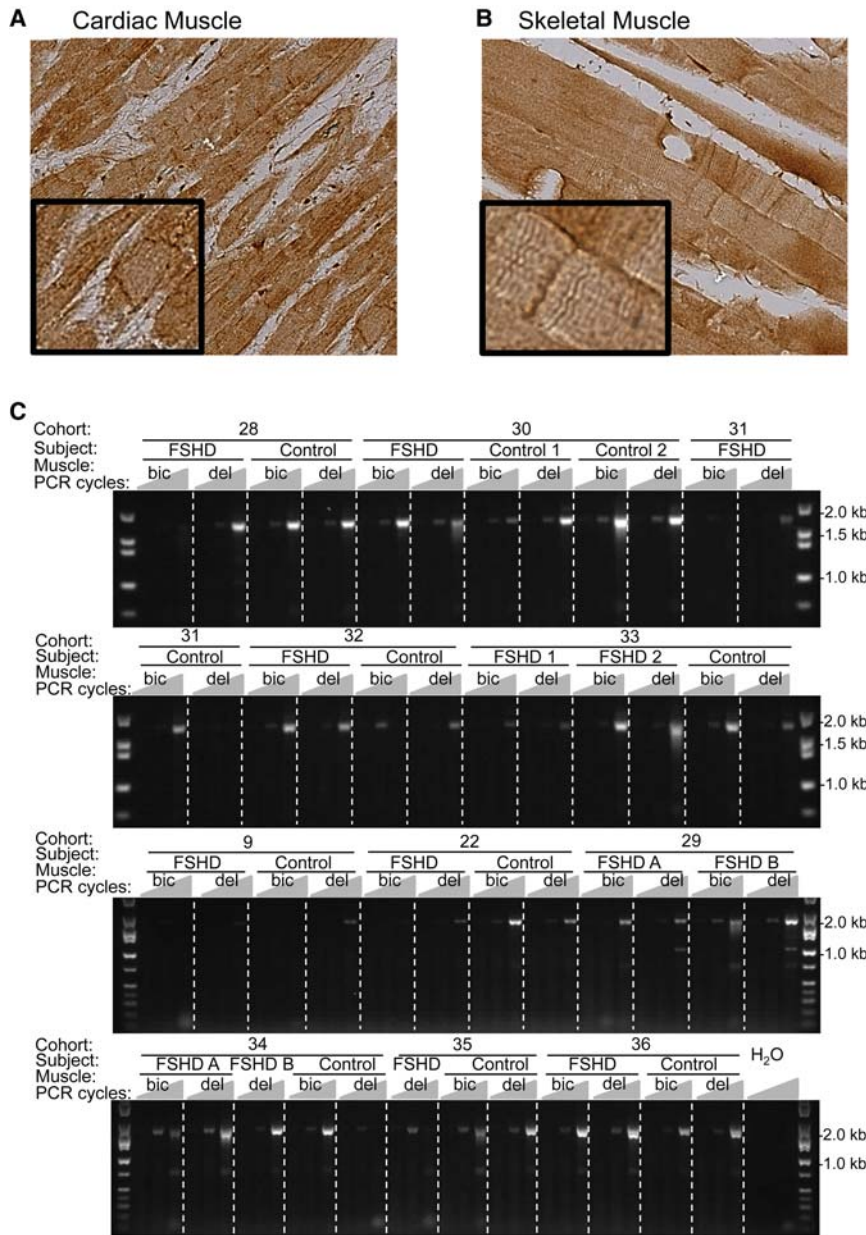 A Cardiac Muscle
B Skeletal Muscle
C
Cohort: 28 30 31
Subject: FSHD Control FSHD Control 1 Control 2 FSHD
Muscle: bic del bic del bic del bic del bic del bic del
PCR cycles:
-2.0 kb
-1.5 kb
-1.0 kb
Cohort: 31 32 33
Subject: Control FSHD Control FSHD 1 FSHD 2 Control
Muscle: bic del bic del bic del bic del bic del bic del
PCR cycles:
-2.0 kb
-1.5 kb
-1.0 kb
Cohort: 9 22 29
Subject: FSHD Control FSHD Control FSHD A FSHD B
Muscle: bic del bic del bic del bic del bic del bic del
PCR cycles:
-2.0 kb
-1.0 kb
Cohort: 34 35 36
Subject: FSHD A FSHD B Control FSHD Control FSHD Control H₂O
Muscle: bic del del bic del del bic del bic del bic del
PCR cycles:
-2.0 kb
-1.0 kb